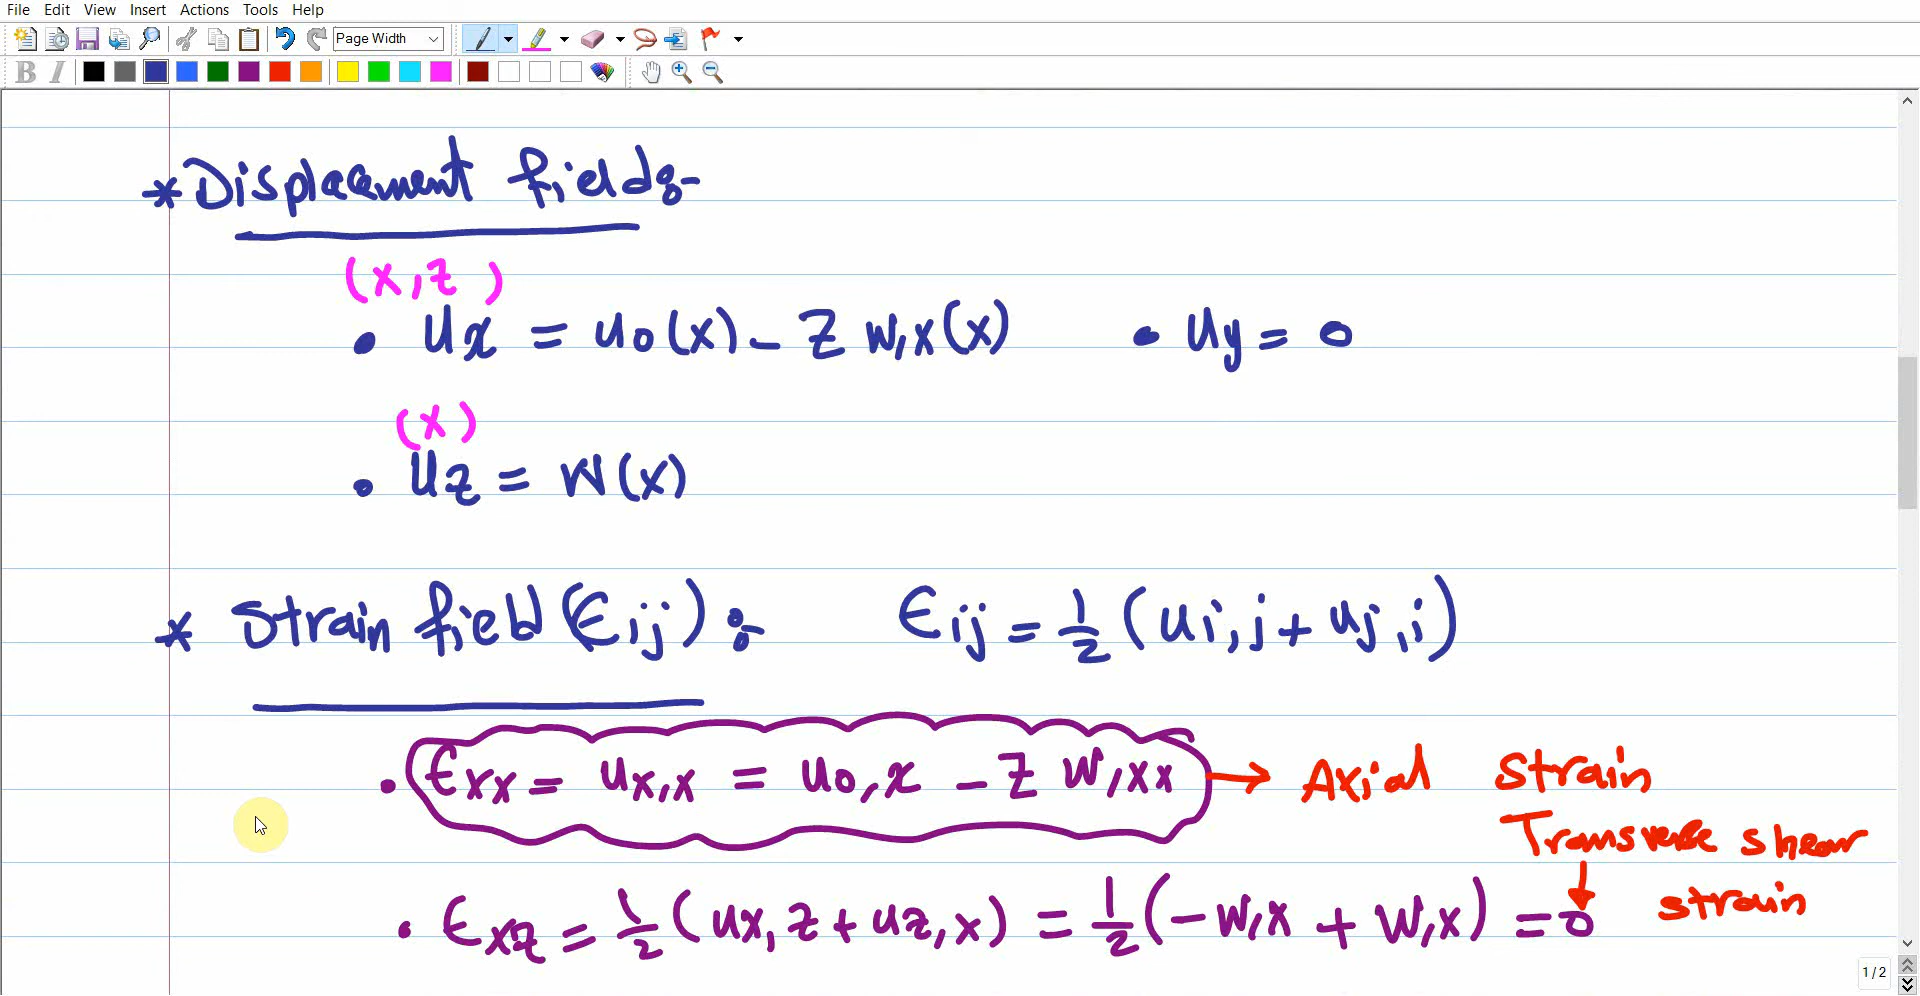 File Edit View Insert Actions Tools Help
Page Width
B I
* Displacement field:-
(x,z)
• Ux = u0(x) - Z W,x(x) • Uy = 0
(x)
• Uz = W(x)
* Strain field (ϵij) :- ϵij = 1/2 (ui,j + uj,i)
• ϵxx = ux,x = u0,x - Z W,xx → Axial Strain
Transverse shear
strain
• ϵxz = 1/2 (ux,z + uz,x) = 1/2 (-W,x + W,x) = 0
1 / 2